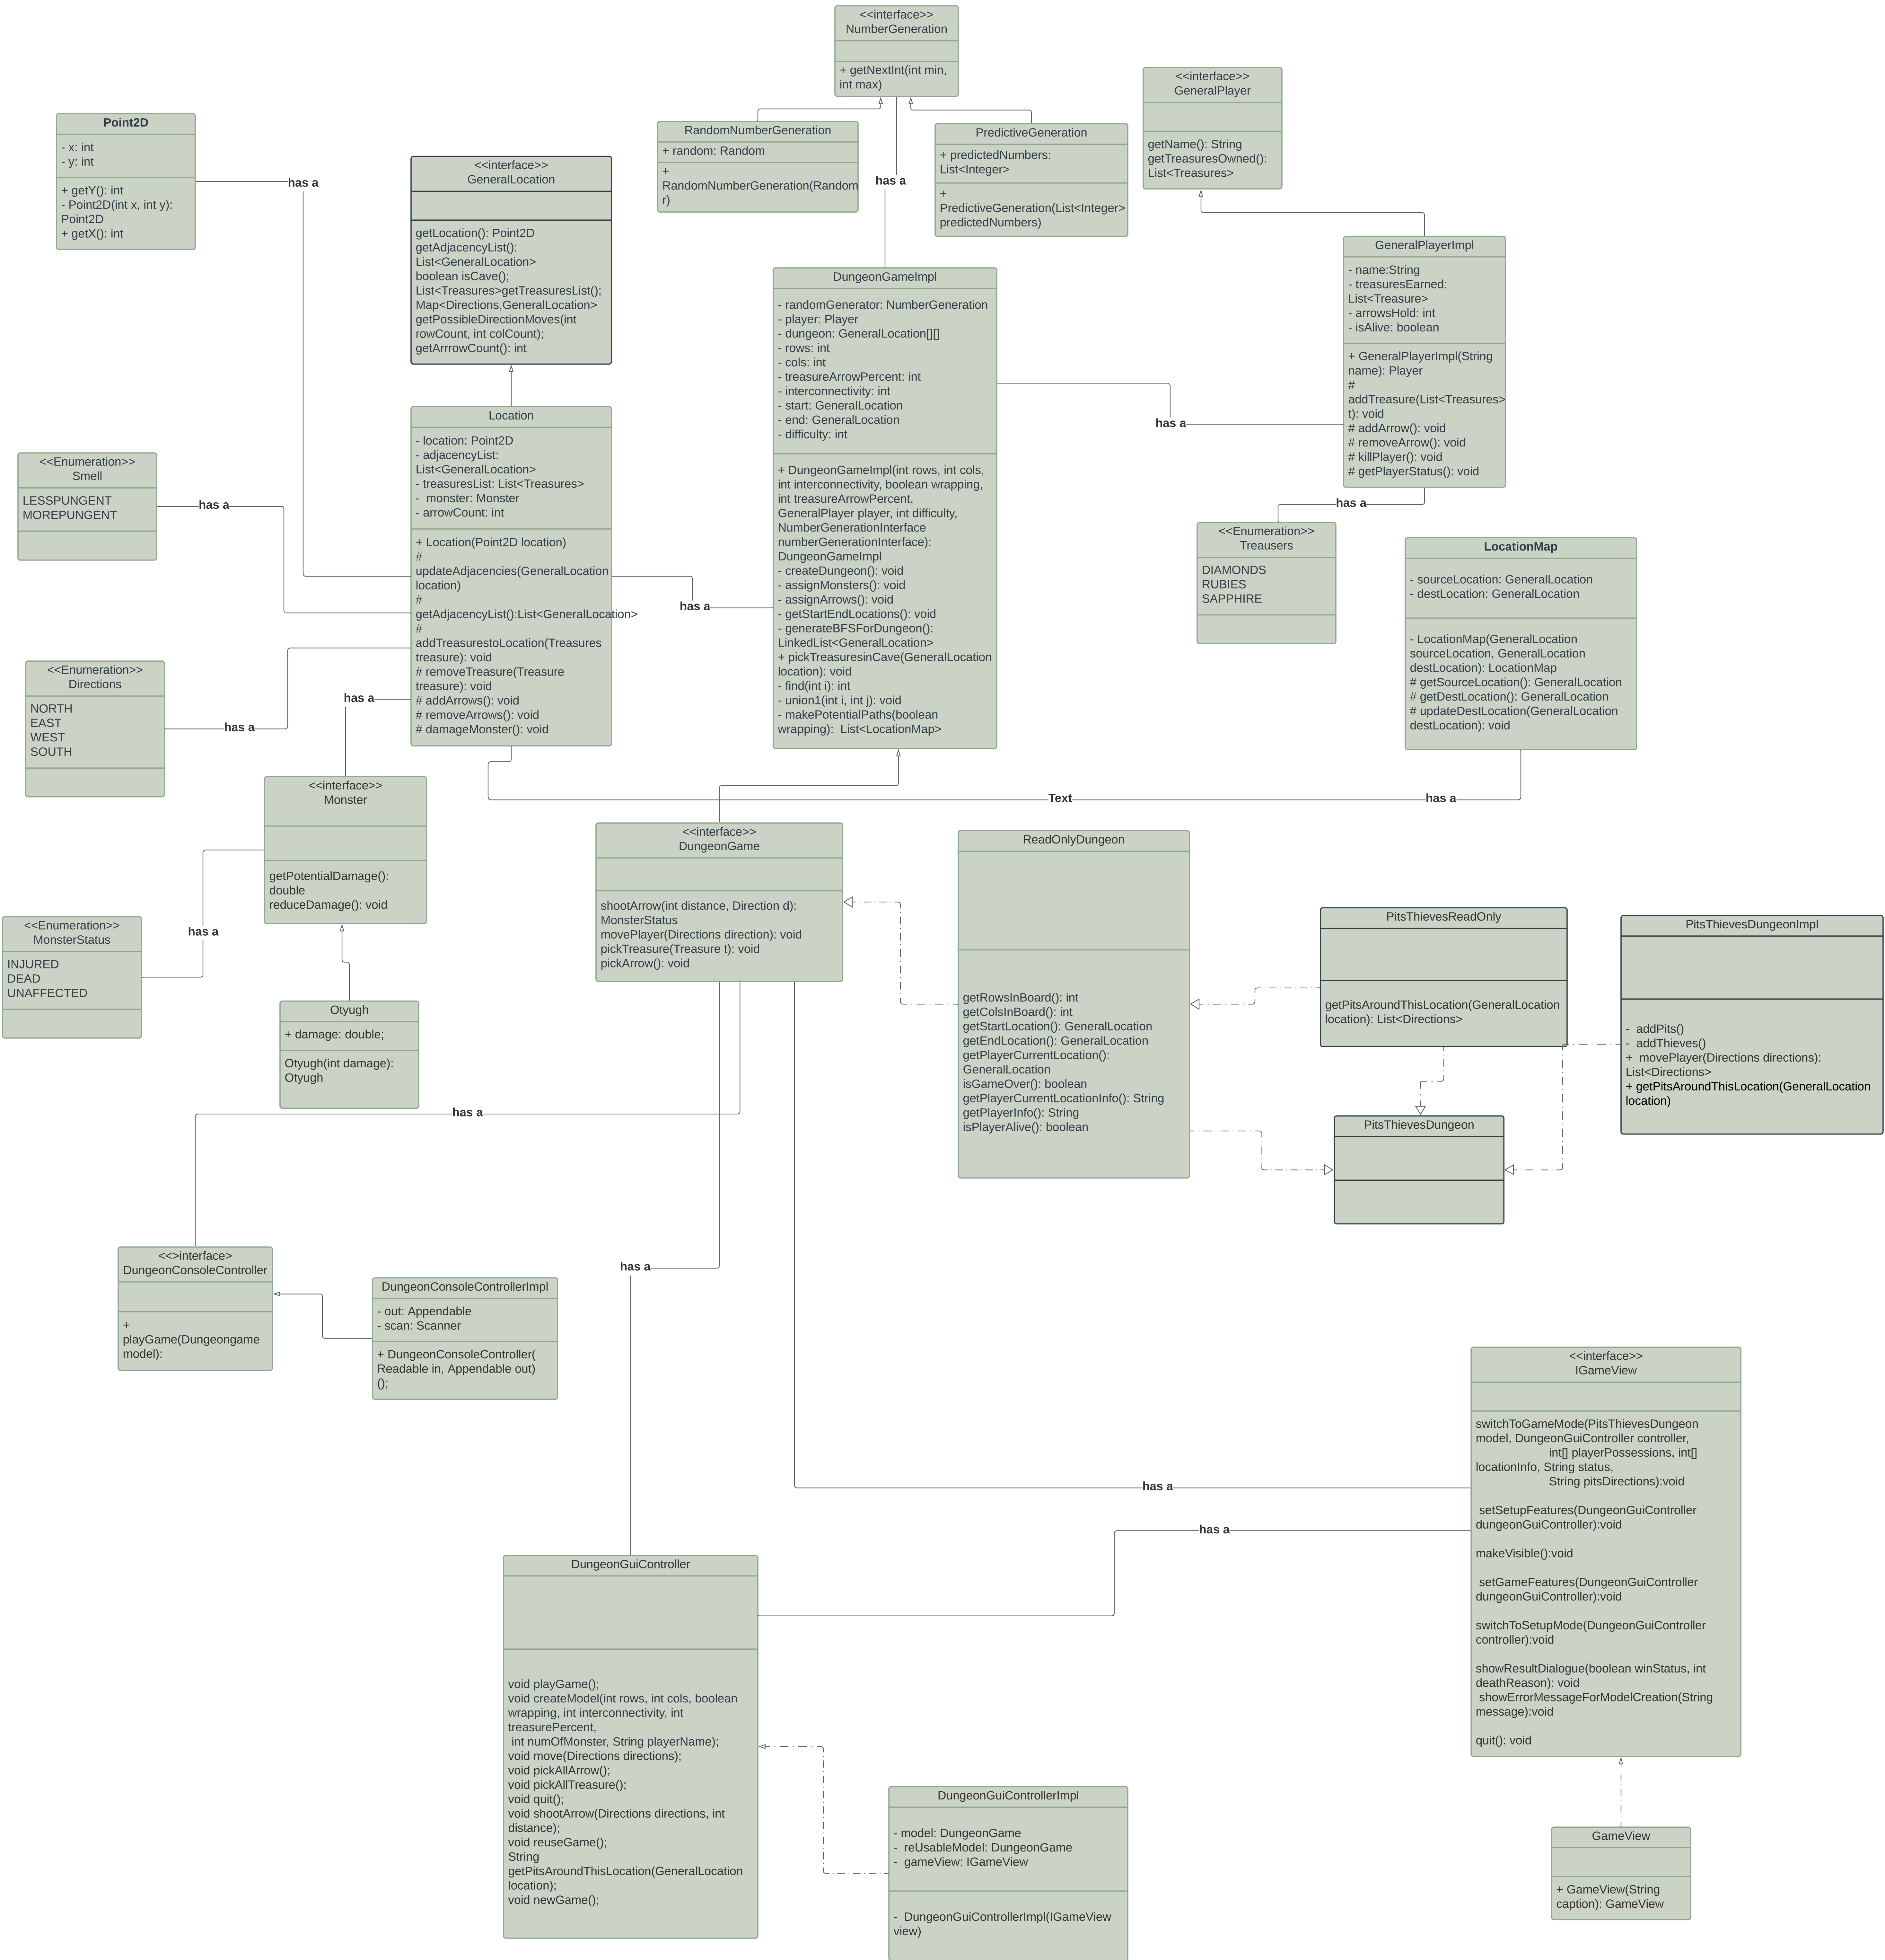 <<interface>>
NumberGeneration
+ getNextInt(int min,
int max)
<<interface>>
GeneralPlayer
getName(): String
getTreasuresOwned():
List<Treasures>
Point2D
- x: int
- y: int
+ getY(): int
- Point2D(int x, int y):
Point2D
+ getX(): int
has a
<<interface>>
GeneralLocation
getLocation(): Point2D
getAdjacencyList():
List<GeneralLocation>
boolean isCave();
List<Treasures>getTreasuresList();
Map<Directions,GeneralLocation>
getPossibleDirectionMoves(int
rowCount, int colCount);
getArrrowCount(): int
RandomNumberGeneration
+ random: Random
+
RandomNumberGeneration(Random
r)
has a
PredictiveGeneration
+ predictedNumbers:
List<Integer>
+
PredictiveGeneration(List<Integer>
predictedNumbers)
GeneralPlayerImpl
- name:String
- treasuresEarned:
List<Treasure>
- arrowsHold: int
- isAlive: boolean
+ GeneralPlayerImpl(String
name): Player
#
addTreasure(List<Treasures>
t): void
# addArrow(): void
# removeArrow(): void
# killPlayer(): void
# getPlayerStatus(): void
DungeonGameImpl
- randomGenerator: NumberGeneration
- player: Player
- dungeon: GeneralLocation[][]
- rows: int
- cols: int
- treasureArrowPercent: int
- interconnectivity: int
- start: GeneralLocation
- end: GeneralLocation
- difficulty: int
+ DungeonGameImpl(int rows, int cols,
int interconnectivity, boolean wrapping,
int treasureArrowPercent,
GeneralPlayer player, int difficulty,
NumberGenerationInterface
numberGenerationInterface):
DungeonGameImpl
- createDungeon(): void
- assignMonsters(): void
- assignArrows(): void
- getStartEndLocations(): void
- generateBFSForDungeon():
LinkedList<GeneralLocation>
+ pickTreasuresinCave(GeneralLocation
location): void
- find(int i): int
- union1(int i, int j): void
- makePotentialPaths(boolean
wrapping):  List<LocationMap>
has a
has a
Location
- location: Point2D
- adjacencyList:
List<GeneralLocation>
- treasuresList: List<Treasures>
-  monster: Monster
- arrowCount: int
+ Location(Point2D location)
#
updateAdjacencies(GeneralLocation
location)
#
getAdjacencyList():List<GeneralLocation>
#
addTreasurestoLocation(Treasures
treasure): void
# removeTreasure(Treasure
treasure): void
# addArrows(): void
# removeArrows(): void
# damageMonster(): void
has a
<<Enumeration>>
Smell
LESSPUNGENT
MOREPUNGENT
has a
<<Enumeration>>
Treausers
DIAMONDS
RUBIES
SAPPHIRE
LocationMap
- sourceLocation: GeneralLocation
- destLocation: GeneralLocation
- LocationMap(GeneralLocation
sourceLocation, GeneralLocation
destLocation): LocationMap
# getSourceLocation(): GeneralLocation
# getDestLocation(): GeneralLocation
# updateDestLocation(GeneralLocation
destLocation): void
<<Enumeration>>
Directions
NORTH
EAST
WEST
SOUTH
has a
has a
<<interface>>
Monster
getPotentialDamage():
double
reduceDamage(): void
Text
has a
<<interface>>
DungeonGame
shootArrow(int distance, Direction d):
MonsterStatus
movePlayer(Directions direction): void
pickTreasure(Treasure t): void
pickArrow(): void
ReadOnlyDungeon
getRowsInBoard(): int
getColsInBoard(): int
getStartLocation(): GeneralLocation
getEndLocation(): GeneralLocation
getPlayerCurrentLocation():
GeneralLocation
isGameOver(): boolean
getPlayerCurrentLocationInfo(): String
getPlayerInfo(): String
isPlayerAlive(): boolean
PitsThievesReadOnly
getPitsAroundThisLocation(GeneralLocation
location): List<Directions>
PitsThievesDungeonImpl
-  addPits()
-  addThieves()
+  movePlayer(Directions directions):
List<Directions>
+ getPitsAroundThisLocation(GeneralLocation
location)
<<Enumeration>>
MonsterStatus
INJURED
DEAD
UNAFFECTED
has a
Otyugh
+ damage: double;
Otyugh(int damage):
Otyugh
has a
PitsThievesDungeon
<<>interface>
DungeonConsoleController
+
playGame(Dungeongame
model):
DungeonConsoleControllerImpl
- out: Appendable
- scan: Scanner
+ DungeonConsoleController(
Readable in, Appendable out)
();
has a
<<interface>>
IGameView
switchToGameMode(PitsThievesDungeon
model, DungeonGuiController controller,
int[] playerPossessions, int[]
locationInfo, String status,
String pitsDirections):void
setSetupFeatures(DungeonGuiController
dungeonGuiController):void
makeVisible():void
setGameFeatures(DungeonGuiController
dungeonGuiController):void
switchToSetupMode(DungeonGuiController
controller):void
showResultDialogue(boolean winStatus, int
deathReason): void
showErrorMessageForModelCreation(String
message):void
quit(): void
has a
has a
DungeonGuiController
void playGame();
void createModel(int rows, int cols, boolean
wrapping, int interconnectivity, int
treasurePercent,
int numOfMonster, String playerName);
void move(Directions directions);
void pickAllArrow();
void pickAllTreasure();
void quit();
void shootArrow(Directions directions, int
distance);
void reuseGame();
String
getPitsAroundThisLocation(GeneralLocation
location);
void newGame();
DungeonGuiControllerImpl
- model: DungeonGame
-  reUsableModel: DungeonGame
-  gameView: IGameView
-  DungeonGuiControllerImpl(IGameView
view)
GameView
+ GameView(String
caption): GameView